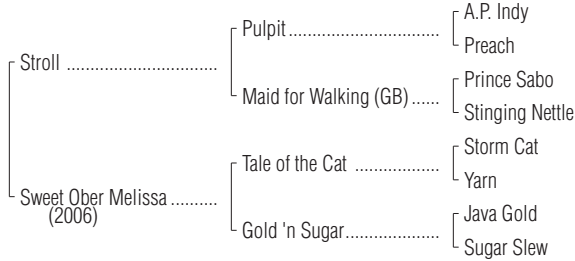 A.P. Indy
Pulpit................................
Preach
Stroll ................................
Prince Sabo
Maid for Walking (GB)......
Stinging Nettle
Storm Cat
Tale of the Cat ..................
Yarn
Sweet Ober Melissa ..........
(2006)
Java Gold
Gold 'n Sugar....................
Sugar Slew